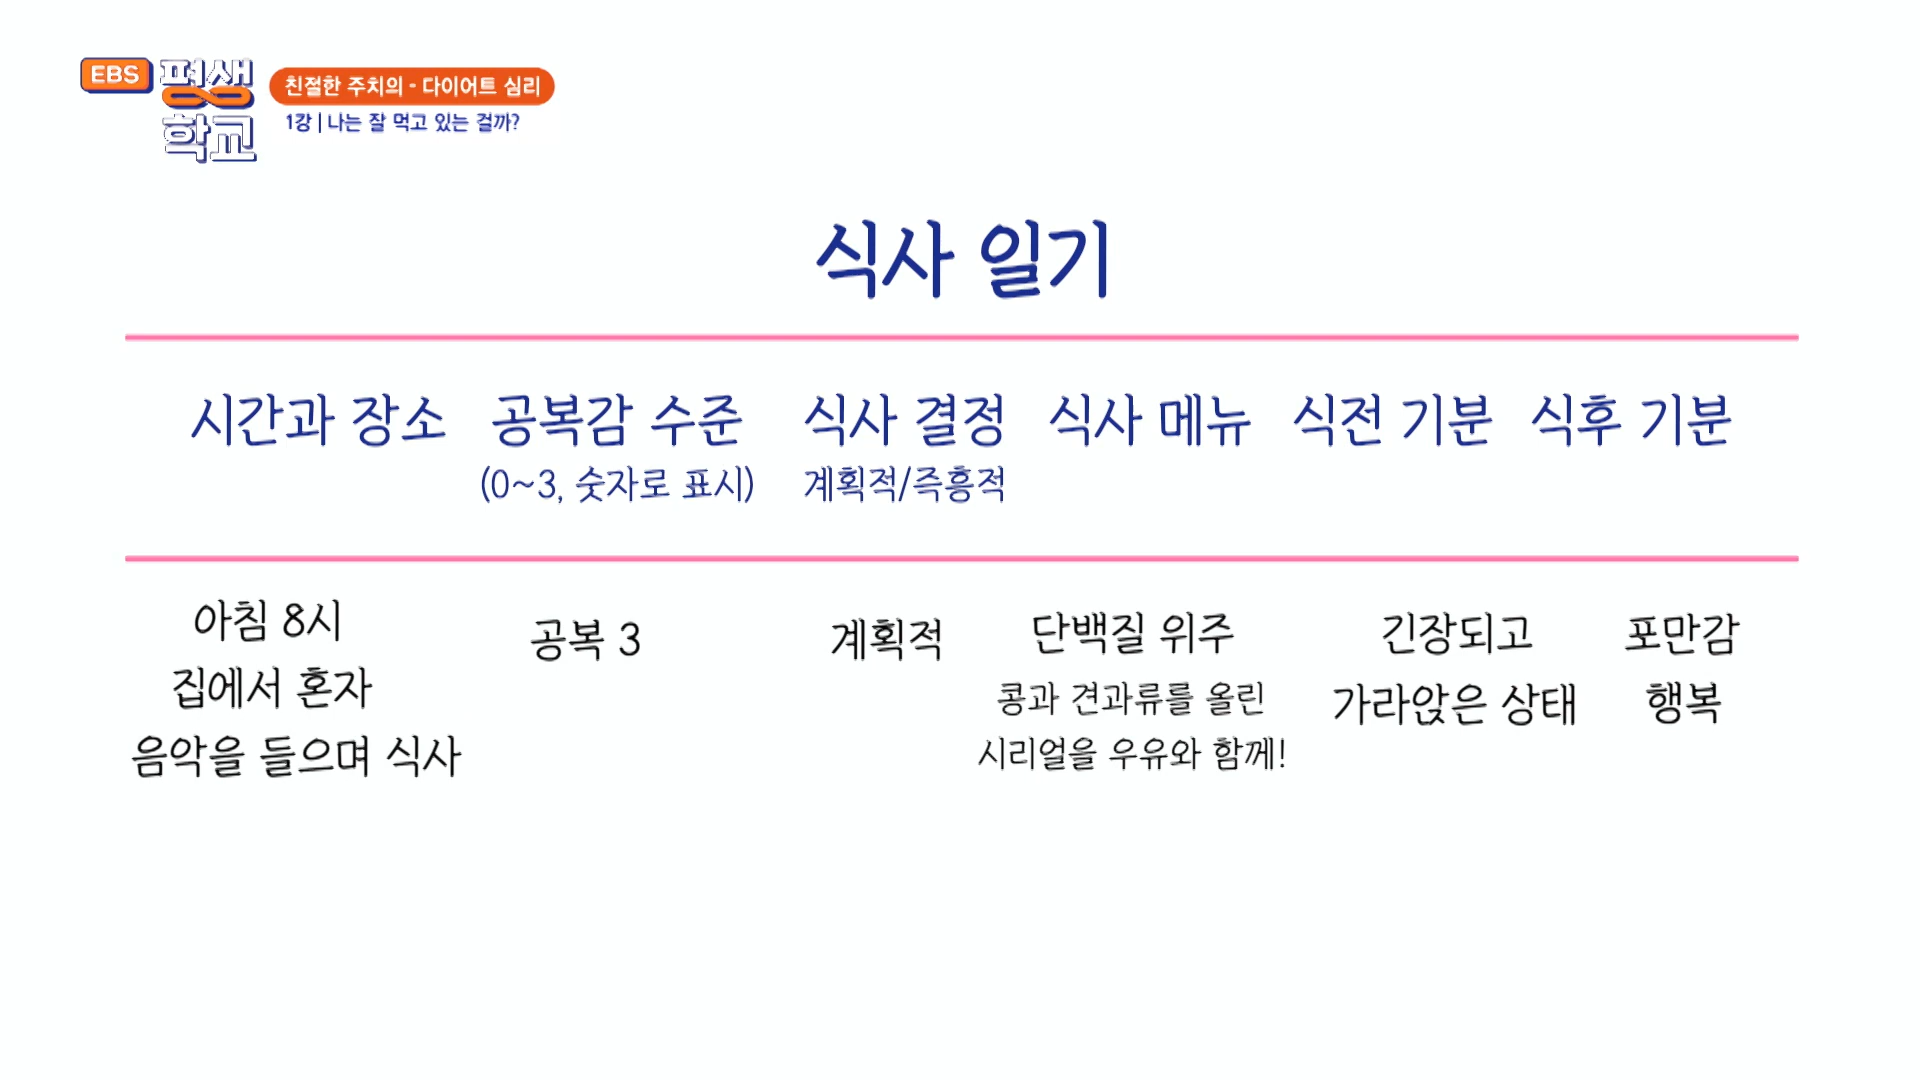 EBS 평생학교
친절한 주치의 - 다이어트 심리
1강 | 나는 잘 먹고 있는 걸까?
식사 일기
시간과 장소 공복감 수준 식사 결정 식사 메뉴 식전 기분 식후 기분
(0~3, 숫자로 표시) 계획적/즉흥적
아침 8시
집에서 혼자
음악을 들으며 식사
공복 3
계획적
단백질 위주
콩과 견과류를 올린
시리얼을 우유와 함께!
긴장되고
가라앉은 상태
포만감
행복